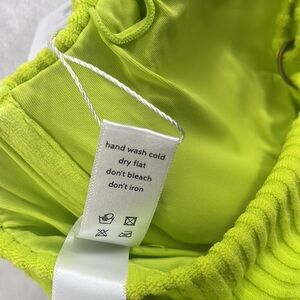 hand wash cold
dry flat
don't bleach
don't iron